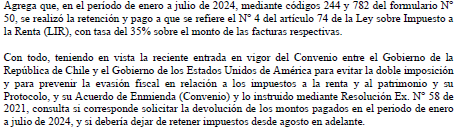 Agrega que, en el período de enero a julio de 2024, mediante códigos 244 y 782 del formulario N°
50, se realizó la retención y pago a que se refiere el N° 4 del artículo 74 de la Ley sobre Impuesto a
la Renta (LIR), con tasa del 35% sobre el monto de las facturas respectivas.
Con todo, teniendo en vista la reciente entrada en vigor del Convenio entre el Gobierno de la
República de Chile y el Gobierno de los Estados Unidos de América para evitar la doble imposición
y para prevenir la evasión fiscal en relación a los impuestos a la renta y al patrimonio y su
Protocolo, y su Acuerdo de Enmienda (Convenio) y lo instruido mediante Resolución Ex. N° 58 de
2021, consulta si corresponde solicitar la devolución de los montos pagados en el período de enero
a julio de 2024, y si debería dejar de retener impuestos desde agosto en adelante.